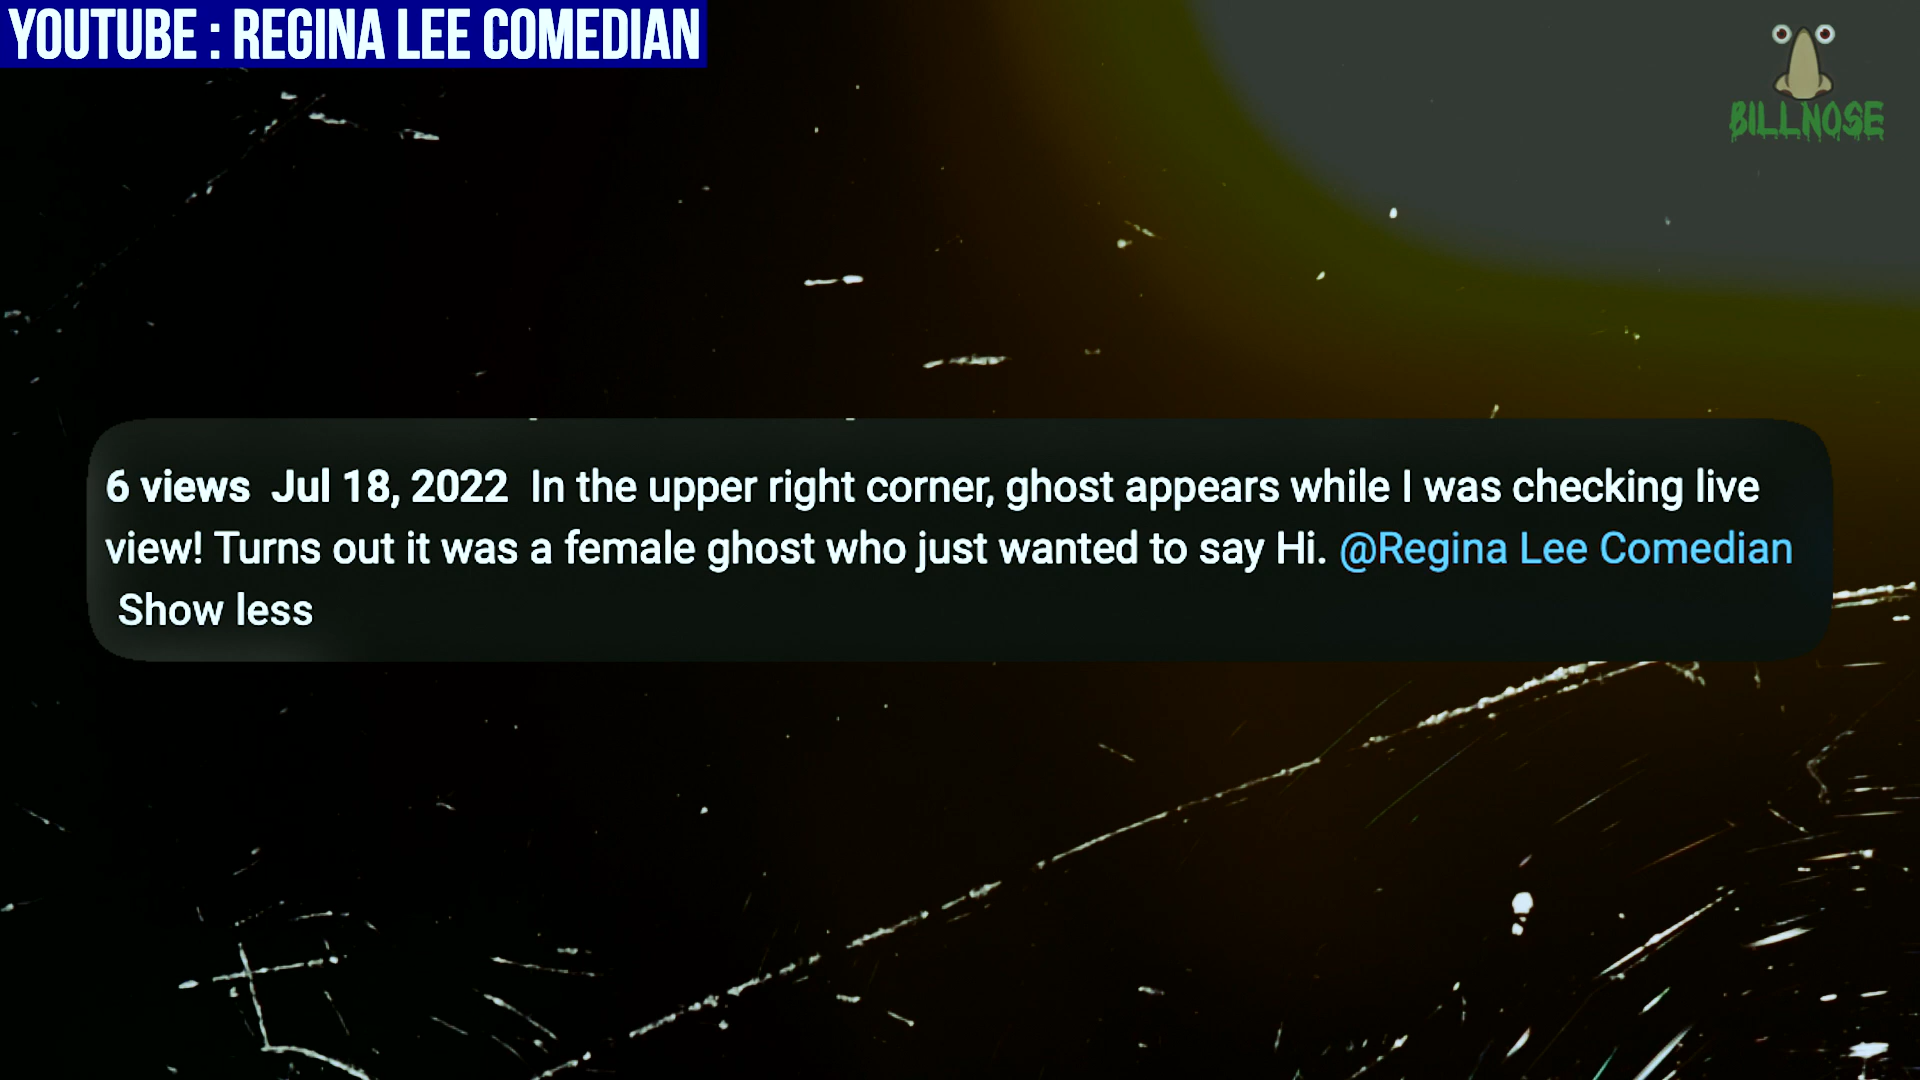 YOUTUBE : REGINA LEE COMEDIAN
BILLNOSE
6 views Jul 18, 2022 In the upper right corner, ghost appears while I was checking live
view! Turns out it was a female ghost who just wanted to say Hi. @Regina Lee Comedian
Show less